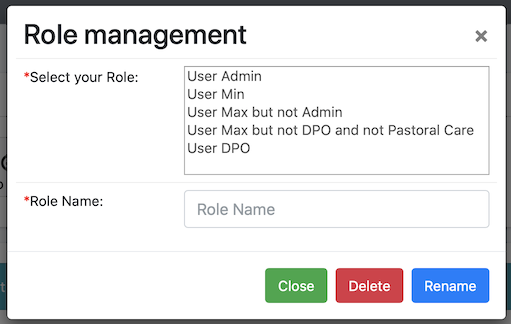 Role management
×
*Select your Role:
User Admin
User Min
User Max but not Admin
User Max but not DPO and not Pastoral Care
User DPO
*Role Name:
Role Name
Close
Delete
Rename